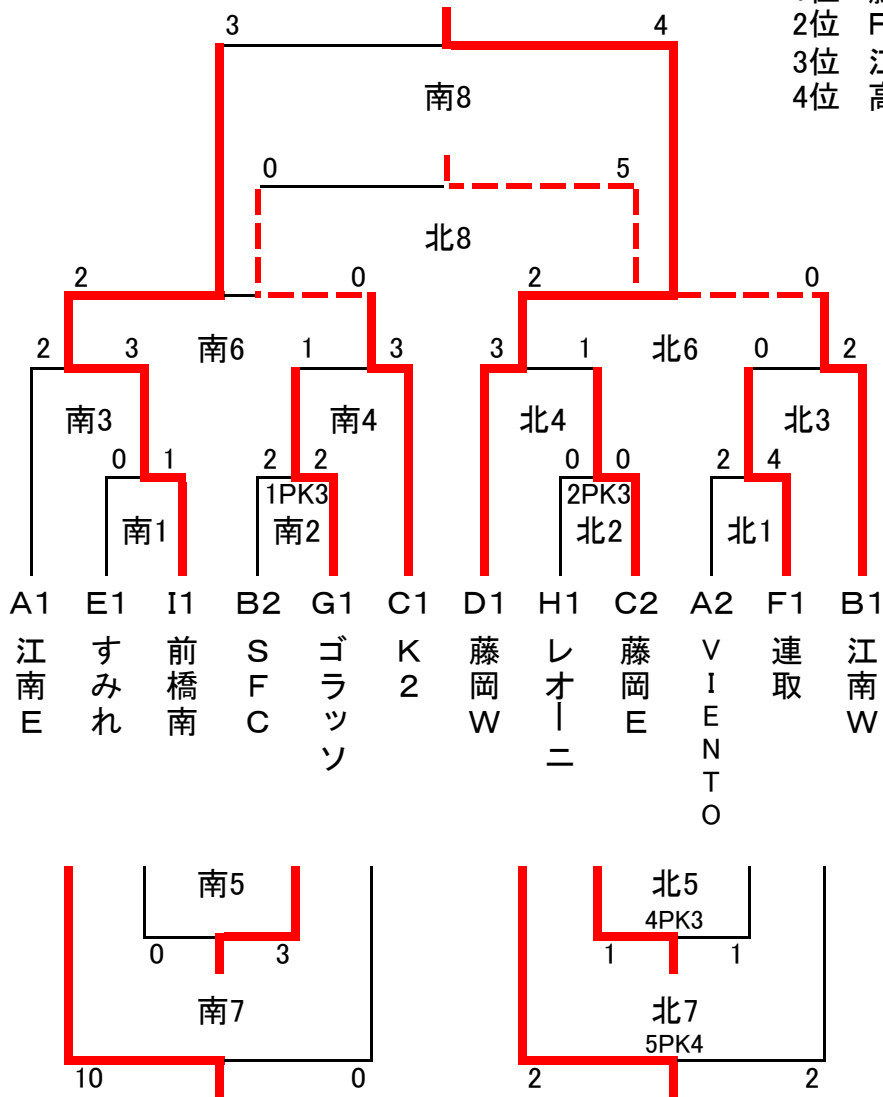 3
4
2位 F
3位 江
4位 高
南8
0
5
北8
2
0
2
0
南6
北6
2
3
1
3
3
1
0
2
南3
南4
北4
北3
0
1
2
2
0
0
2
4
1PK3
2PK3
南1
南2
北2
北1
A1 E1 I1 B2 G1 C1 D1 H1 C2 A2 F1 B1
江南E
すみれ
前橋南
SFC
ゴラッソ
K2
藤岡W
レオーニ
藤岡E
VIENTO
連取
江南W
南5
北5
4PK3
0
3
1
1
南7
北7
5PK4
10
0
2
2